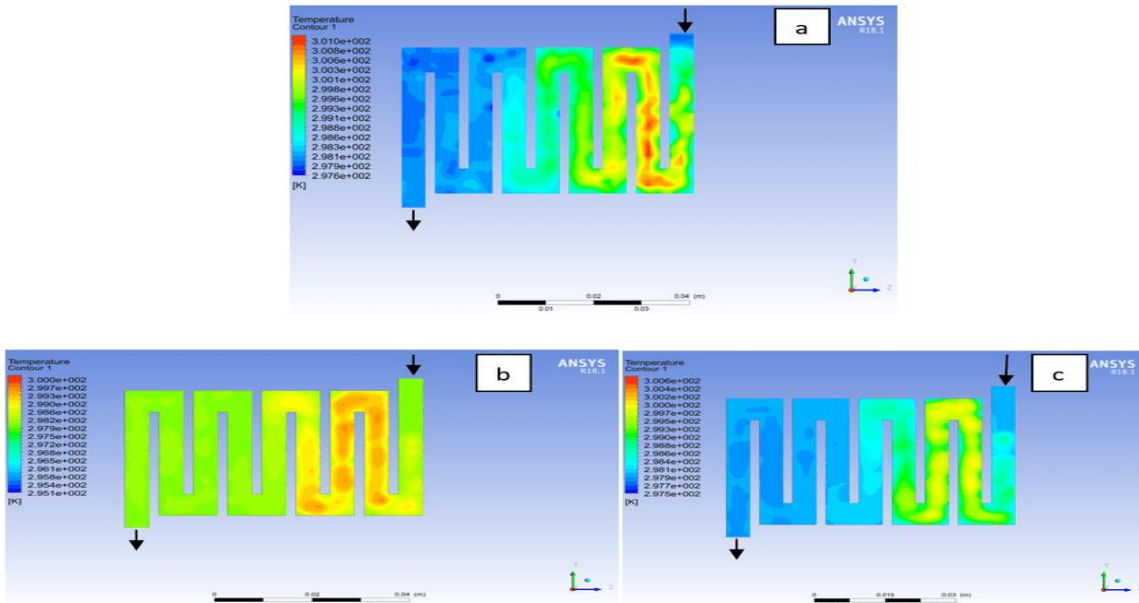 Temperature
Contour 1
3.010e+002
3.008e+002
3.006e+002
3.003e+002
3.001e+002
2.998e+002
2.996e+002
2.993e+002
2.991e+002
2.988e+002
2.986e+002
2.983e+002
2.981e+002
2.979e+002
2.976e+002
[K]
a
ANSYS
R18.1
0 0.02 0.04 (m)
0.01 0.03
Y
Z
Temperature
Contour 1
3.000e+002
2.997e+002
2.993e+002
2.990e+002
2.986e+002
2.982e+002
2.979e+002
2.975e+002
2.972e+002
2.968e+002
2.965e+002
2.961e+002
2.958e+002
2.954e+002
2.951e+002
[K]
b
ANSYS
R18.1
0 0.02 0.04 (m)
Y
Z
Temperature
Contour 1
3.006e+002
3.004e+002
3.002e+002
3.000e+002
2.997e+002
2.995e+002
2.993e+002
2.990e+002
2.988e+002
2.986e+002
2.984e+002
2.981e+002
2.979e+002
2.977e+002
2.975e+002
[K]
c
ANSYS
R18.1
0 0.015 0.03 (m)
Y
Z